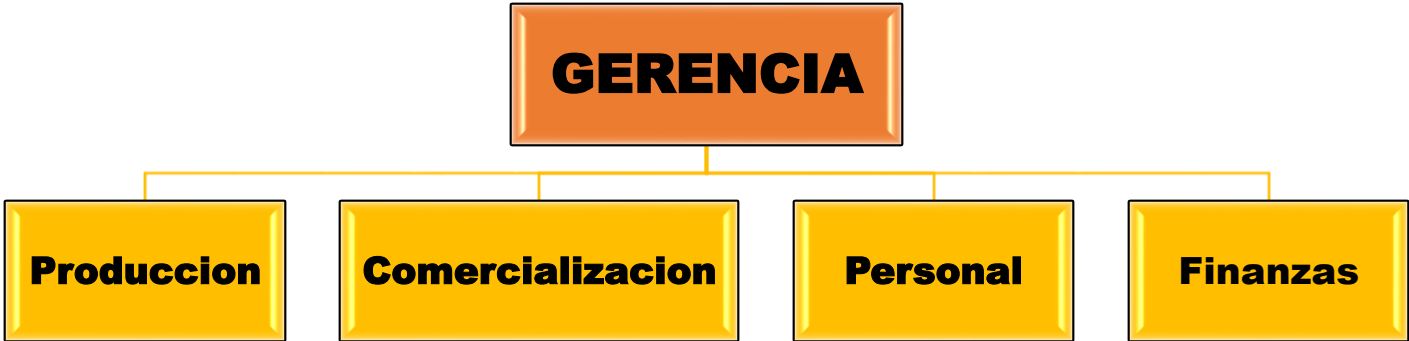 GERENCIA
Produccion
Comercializacion
Personal
Finanzas